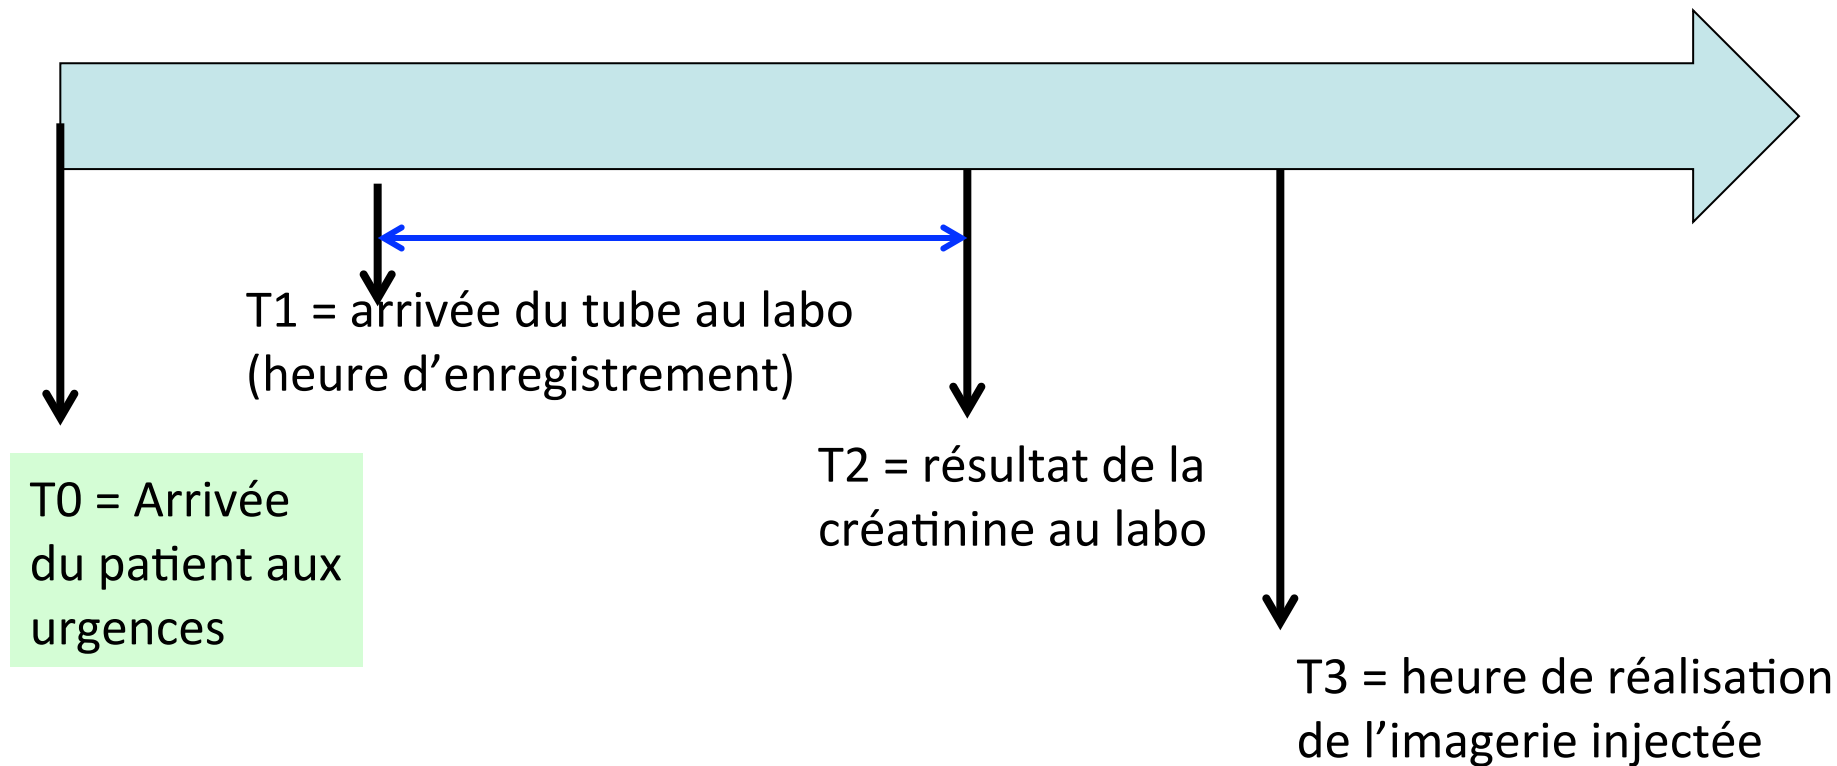 T1 = arrivée du tube au labo
(heure d’enregistrement)
T0 = Arrivée
du patient aux
urgences
T2 = résultat de la
créatinine au labo
T3 = heure de réalisation
de l’imagerie injectée